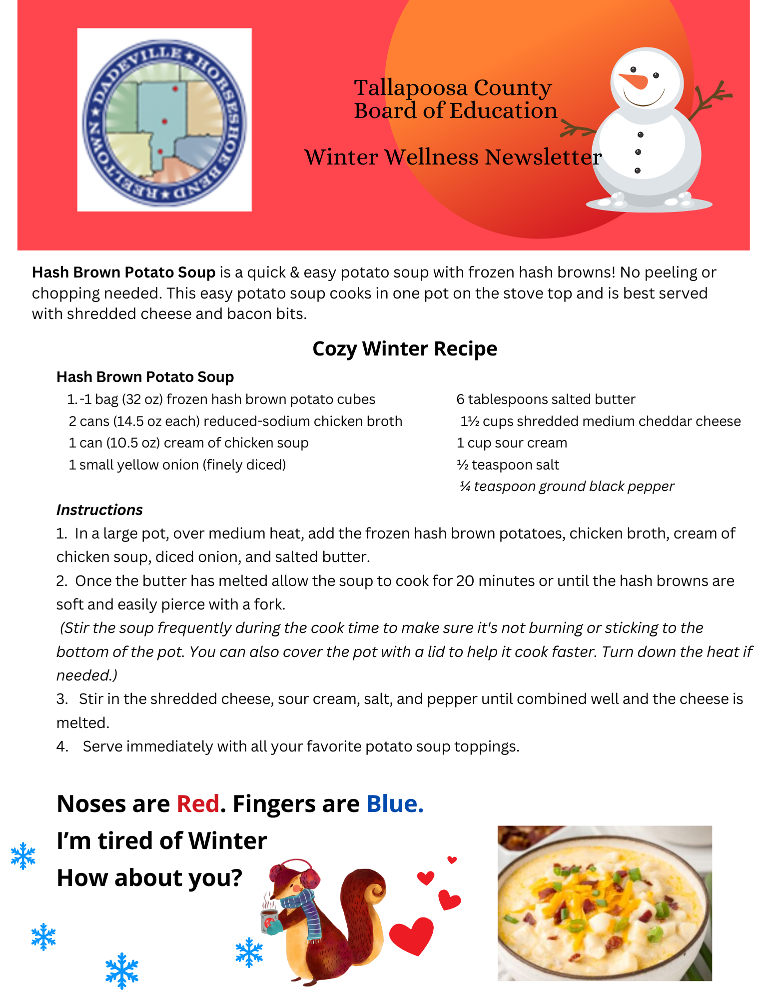 DADEVILLE ★ HORSESHOE BEND ★ REELTOWN ★
Tallapoosa County
Board of Education
Winter Wellness Newsletter
Hash Brown Potato Soup is a quick & easy potato soup with frozen hash browns! No peeling or
chopping needed. This easy potato soup cooks in one pot on the stove top and is best served
with shredded cheese and bacon bits.
Cozy Winter Recipe
Hash Brown Potato Soup
1. -1 bag (32 oz) frozen hash brown potato cubes
2 cans (14.5 oz each) reduced-sodium chicken broth
1 can (10.5 oz) cream of chicken soup
1 small yellow onion (finely diced)
6 tablespoons salted butter
1½ cups shredded medium cheddar cheese
1 cup sour cream
½ teaspoon salt
¼ teaspoon ground black pepper
Instructions
1. In a large pot, over medium heat, add the frozen hash brown potatoes, chicken broth, cream of
chicken soup, diced onion, and salted butter.
2. Once the butter has melted allow the soup to cook for 20 minutes or until the hash browns are
soft and easily pierce with a fork.
(Stir the soup frequently during the cook time to make sure it's not burning or sticking to the
bottom of the pot. You can also cover the pot with a lid to help it cook faster. Turn down the heat if
needed.)
3. Stir in the shredded cheese, sour cream, salt, and pepper until combined well and the cheese is
melted.
4. Serve immediately with all your favorite potato soup toppings.
Noses are Red. Fingers are Blue.
I’m tired of Winter
How about you?